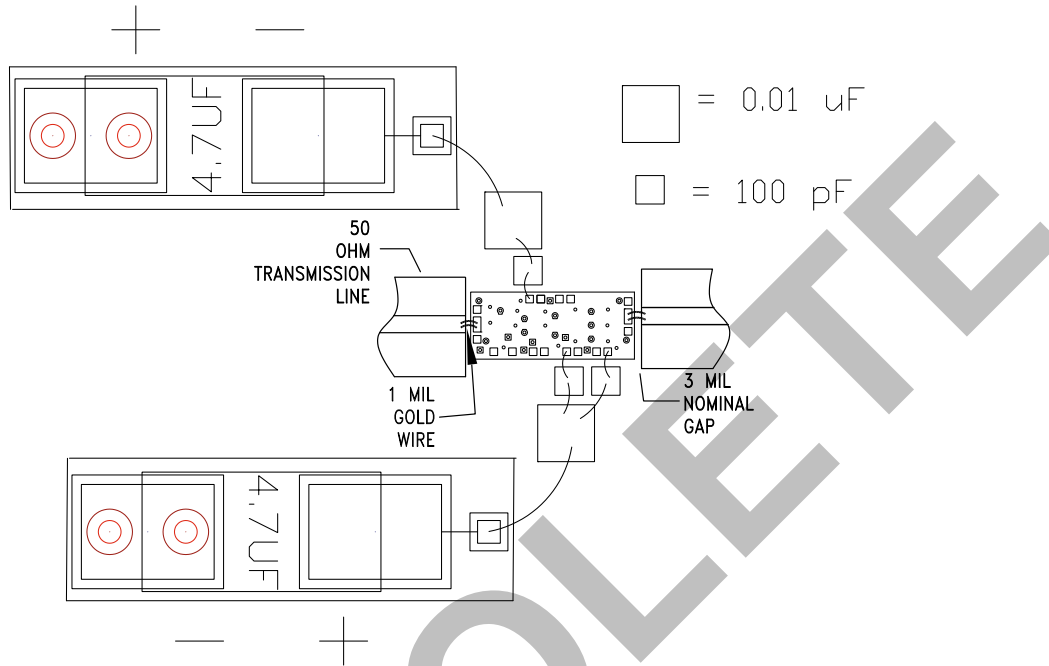 + −
4.7UF
= 0.01 uF
= 100 pF
50
OHM
TRANSMISSION
LINE
1 MIL
GOLD
WIRE
3 MIL
NOMINAL
GAP
4.7UF
− +
OLETE